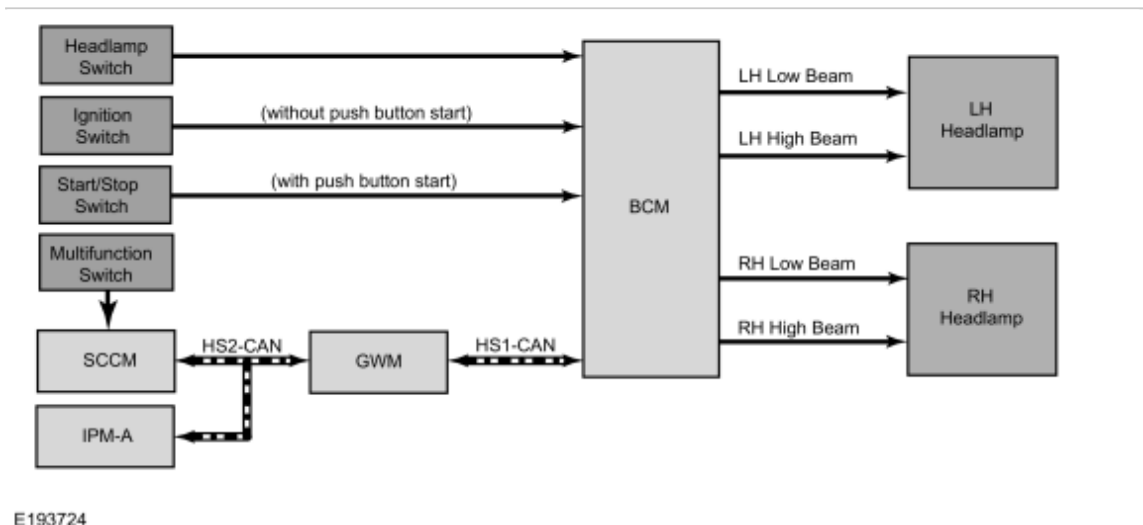 Headlamp
Switch
Ignition
Switch
(without push button start)
Start/Stop
Switch
(with push button start)
Multifunction
Switch
SCCM
HS2-CAN
GWM
HS1-CAN
IPM-A
BCM
LH Low Beam
LH High Beam
LH
Headlamp
RH Low Beam
RH High Beam
RH
Headlamp
E193724